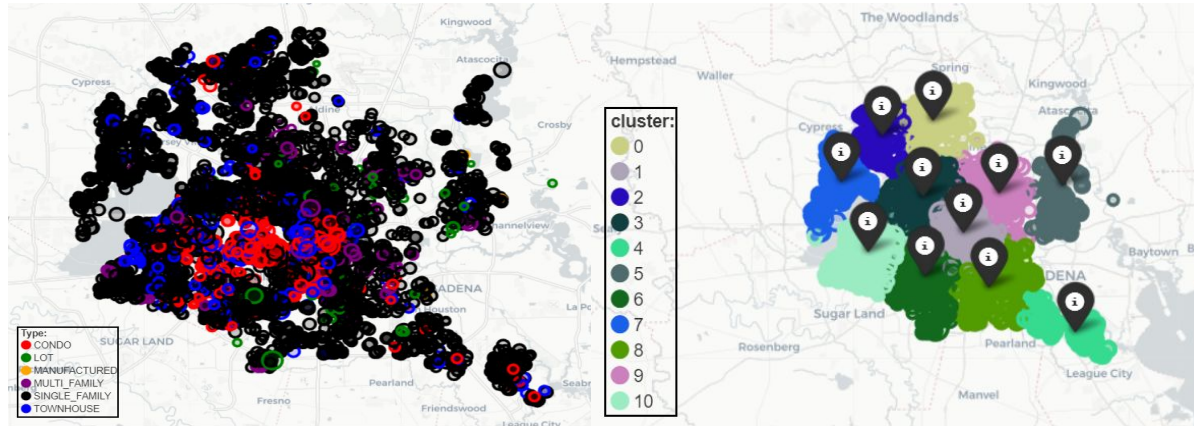 Kingwood
Atascocita
Cypress
Crosby
SUGAR LAND
Pearland
Fresno
Friendswood
League City
Type:
CONDO
LOT
MANUFACTURED
MULTI_FAMILY
SINGLE_FAMILY
TOWNHOUSE
The Woodlands
Hempstead
Waller
Spring
Kingwood
Cypress
Baytown
Sugar Land
Rosenberg
Pearland
League City
Manvel
cluster:
0
1
2
3
4
5
6
7
8
9
10
i
i
i
i
i
i
i
i
i
i
i